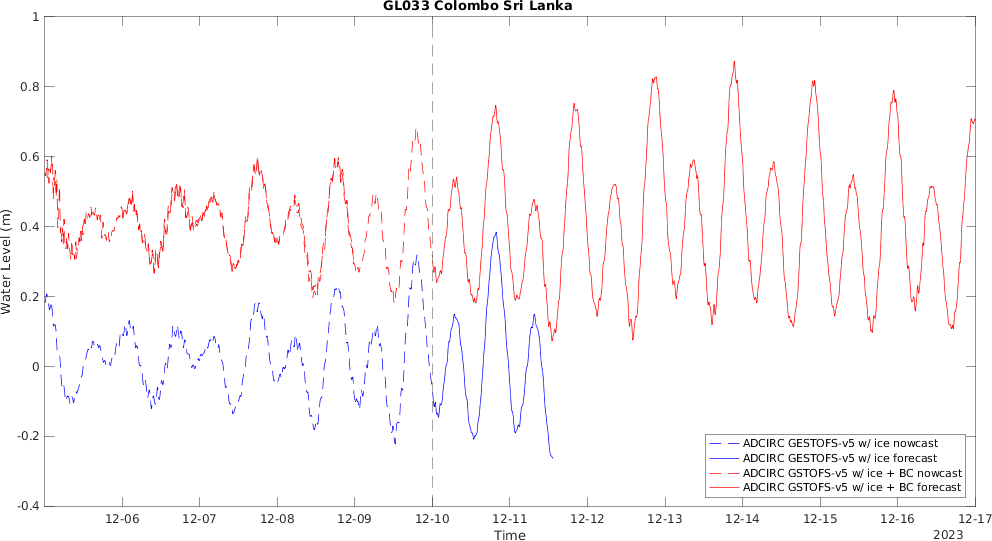 GL033 Colombo Sri Lanka
1
0.8
0.6
0.4
0.2
0
-0.2
-0.4
Water Level (m)
ADCIRC GESTOFS-v5 w/ ice nowcast
ADCIRC GESTOFS-v5 w/ ice forecast
ADCIRC GSTOFS-v5 w/ ice + BC nowcast
ADCIRC GSTOFS-v5 w/ ice + BC forecast
12-06 12-07 12-08 12-09 12-10 12-11 12-12 12-13 12-14 12-15 12-16 12-17
Time
2023